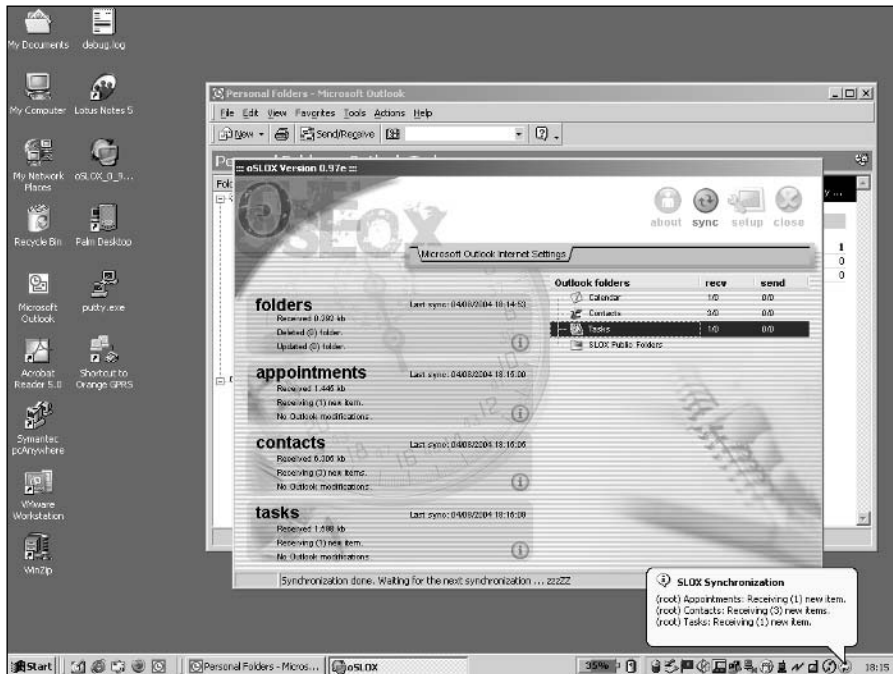 My Documents
debug.log
My Computer
Lotus Notes 5
My Network Places
oSLOX_0_9...
Recycle Bin
Palm Desktop
Microsoft Outlook
putty.exe
Acrobat Reader 5.0
Shortcut to Orange GPRS
Symantec pcAnywhere
VMware Workstation
WinZip
Personal Folders - Microsoft Outlook
File Edit View Favorites Tools Actions Help
New Send/Receive
::: oSLOX Version 0.97e :::
OSLOX
about sync setup close
Microsoft Outlook Internet Settings
Outlook folders recv send
Calendar 1/0 0/0
Contacts 3/0 0/0
Tasks 1/0 0/0
SLOX Public Folders
folders
Last sync: 04/08/2004 18:14:53
Received 0.292 kb
Deleted (0) folder.
Updated (0) folder.
appointments
Last sync: 04/08/2004 18:15:00
Received 1.445 kb
Receiving (1) new item.
No Outlook modifications.
contacts
Last sync: 04/08/2004 18:15:06
Received 6.306 kb
Receiving (3) new items.
No Outlook modifications.
tasks
Last sync: 04/08/2004 18:15:08
Received 1.588 kb
Receiving (1) new item.
No Outlook modifications.
1
0
0
Synchronization done. Waiting for the next synchronization ... zzzZZ
SLOX Synchronization
(root) Appointments: Receiving (1) new item.
(root) Contacts: Receiving (3) new items.
(root) Tasks: Receiving (1) new item.
Start
Personal Folders - Micros...
oSLOX
35%
18:15